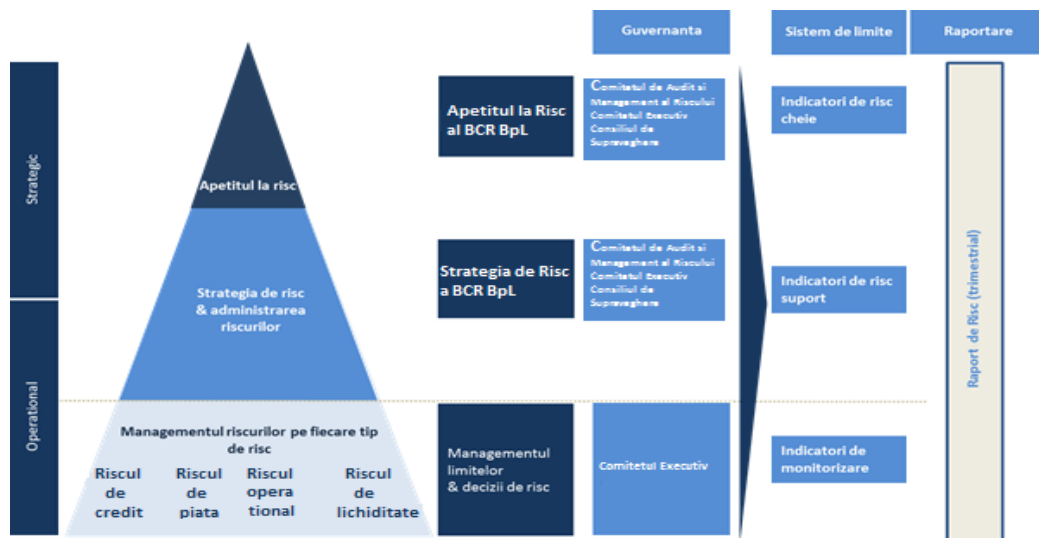 Guvernanta
Sistem de limite
Raportare
Strategic
Operational
Apetitul la risc
Strategia de risc
& administrarea
riscurilor
Managementul riscurilor pe fiecare tip
de risc
Riscul
de
credit
Riscul
de
piata
Riscul
opera
tional
Riscul
de
lichiditate
Apetitul la Risc
al BCR BpL
Comitetul de Audit si
Management al Riscului
Comitetul Executiv
Consiliul de
Supraveghere
Indicatori de risc
cheie
Strategia de Risc
a BCR BpL
Comitetul de Audit si
Management al Riscului
Comitetul Executiv
Consiliul de
Supraveghere
Indicatori de risc
suport
Managementul
limitelor
& decizii de risc
Comitetul Executiv
Indicatori de
monitorizare
Raport de Risc (trimestrial)